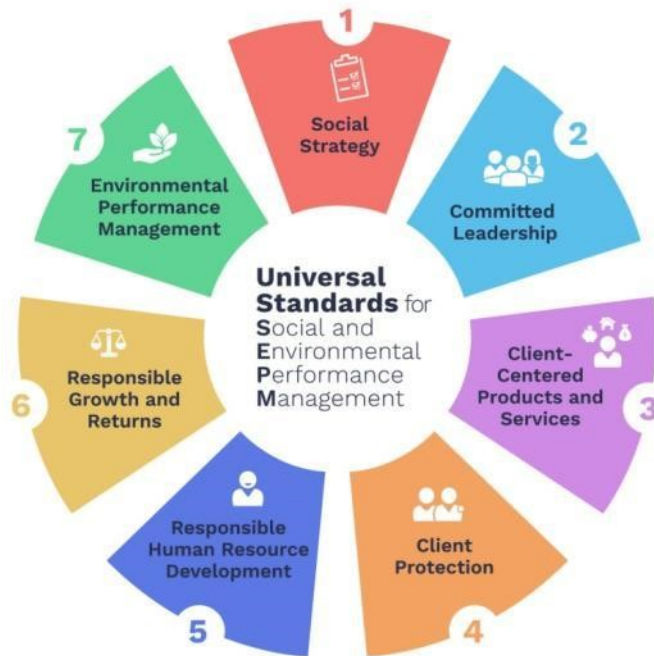 1
Social
Strategy
2
Committed
Leadership
3
Client-
Centered
Products and
Services
4
Client
Protection
5
Responsible
Human Resource
Development
6
Responsible
Growth and
Returns
7
Environmental
Performance
Management
Universal
Standards for
Social and
Environmental
Performance
Management